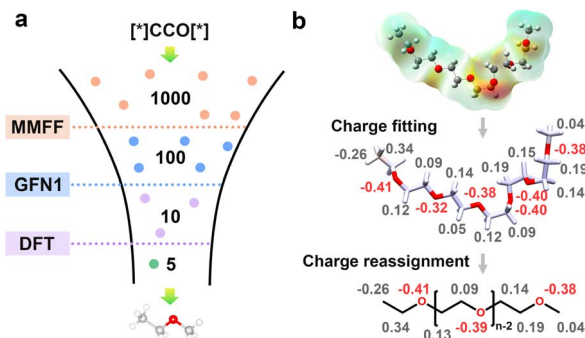 a
[*]CCO[*]
1000
MMFF
100
GFN1
10
DFT
5
b
Charge fitting
0.04
-0.26
0.34
0.15
-0.38
0.09
0.19
0.19
-0.41
0.14
-0.38
-0.40
0.14
0.12
-0.32
-0.40
0.05
0.12
0.09
Charge reassignment
-0.26 -0.41 0.09 0.14 -0.38
O O O
n-2
0.34 0.13 -0.39 0.19 0.04